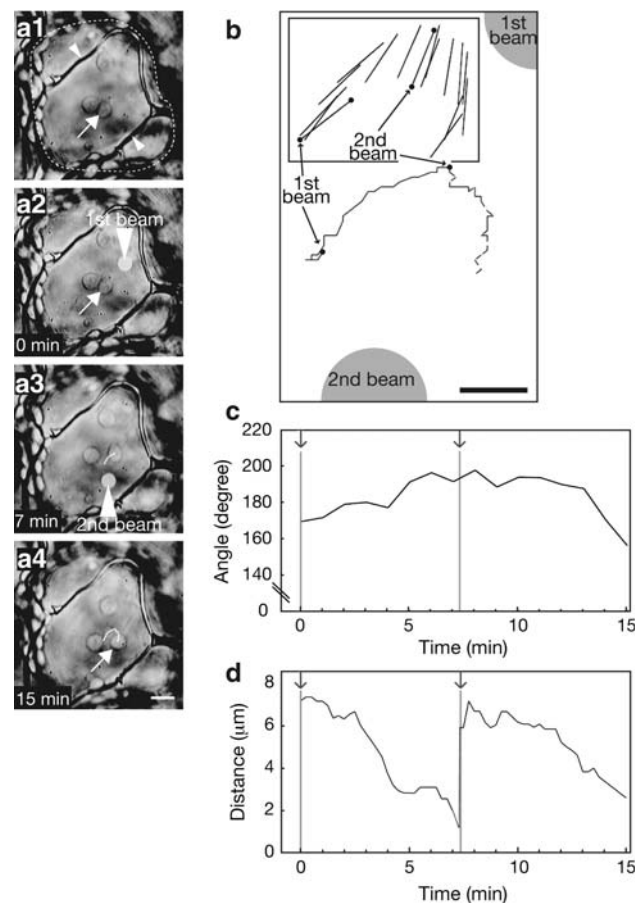 a1
a2
1st beam
0 min
a3
7 min
2nd beam
a4
15 min
b
1st
beam
2nd
beam
1st
beam
2nd beam
c
220
200
180
160
140
0
Angle (degree)
0
5
10
15
Time (min)
d
8
6
4
2
0
Distance (μm)
0
5
10
15
Time (min)